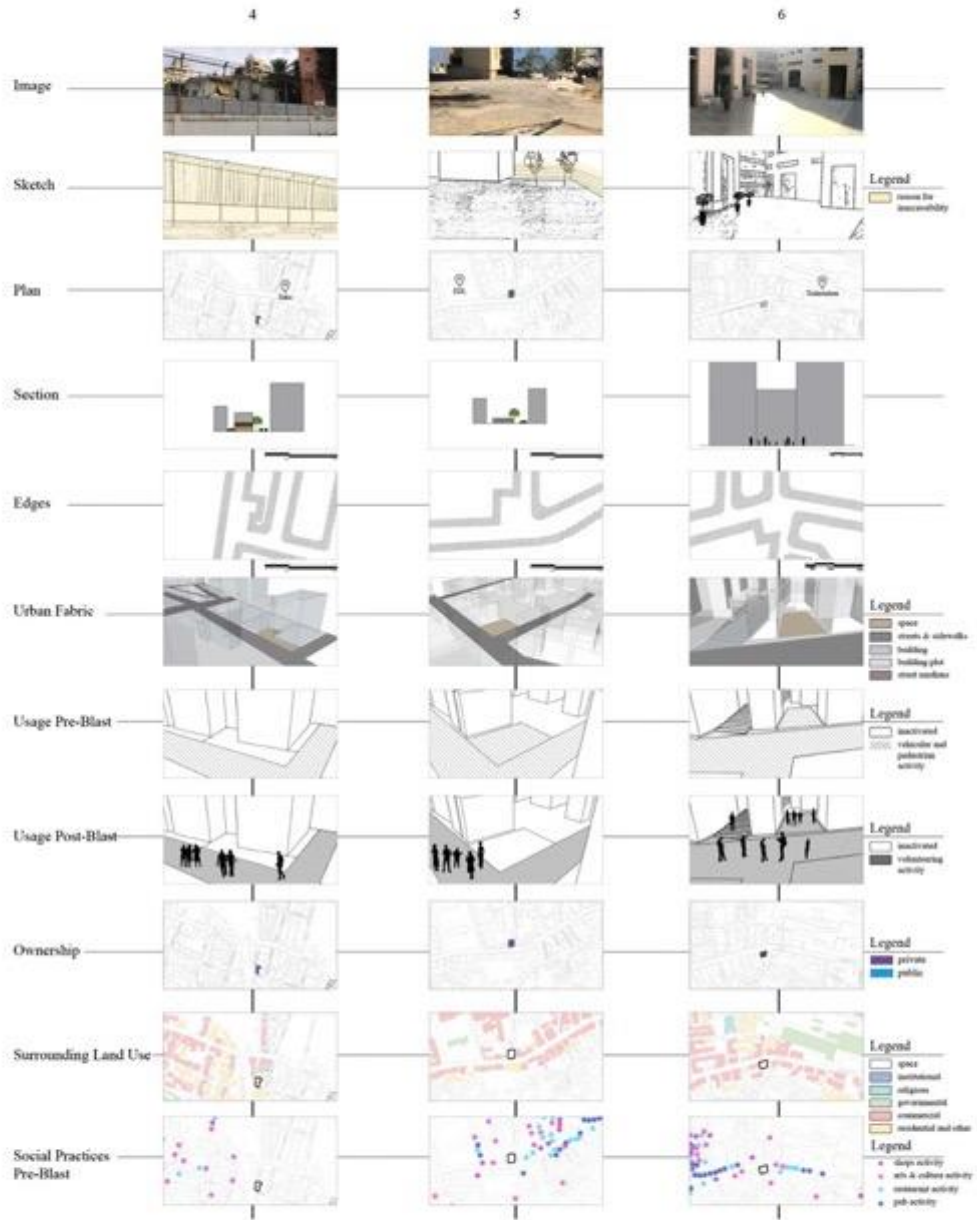 4
5
6
Image
Sketch
Legend
reason for
inaccessibility
Plan
Section
Edges
Urban Fabric
Legend
space
streets & sidewalks
building
building plot
street medians
Usage Pre-Blast
Legend
inactivated
vehicular and
pedestrian
activity
Usage Post-Blast
Legend
inactivated
volunteering
activity
Ownership
Legend
private
public
Surrounding Land Use
Legend
space
institutional
religious
governmental
commercial
residential and other
Social Practices
Pre-Blast
Legend
shops activity
arts & culture activity
restaurant activity
pub activity